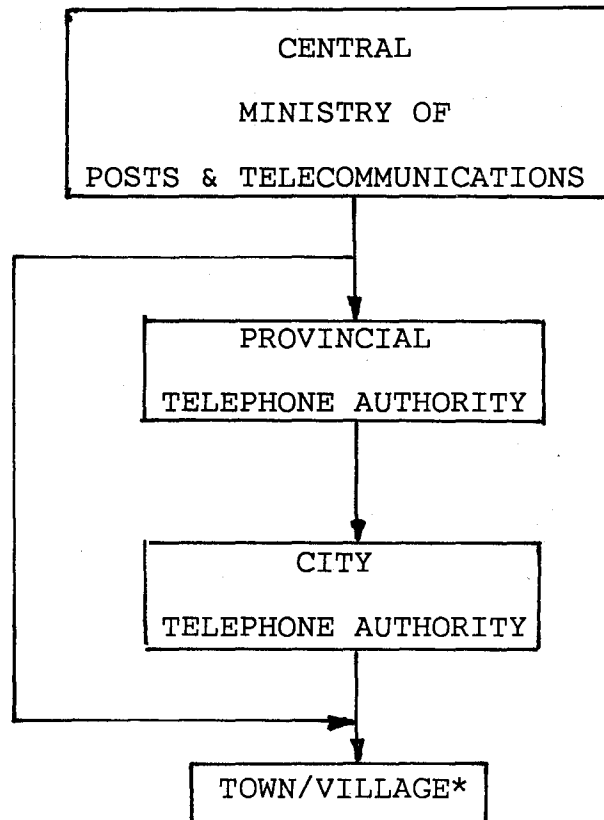 CENTRAL
MINISTRY OF
POSTS & TELECOMMUNICATIONS
PROVINCIAL
TELEPHONE AUTHORITY
CITY
TELEPHONE AUTHORITY
TOWN/VILLAGE*